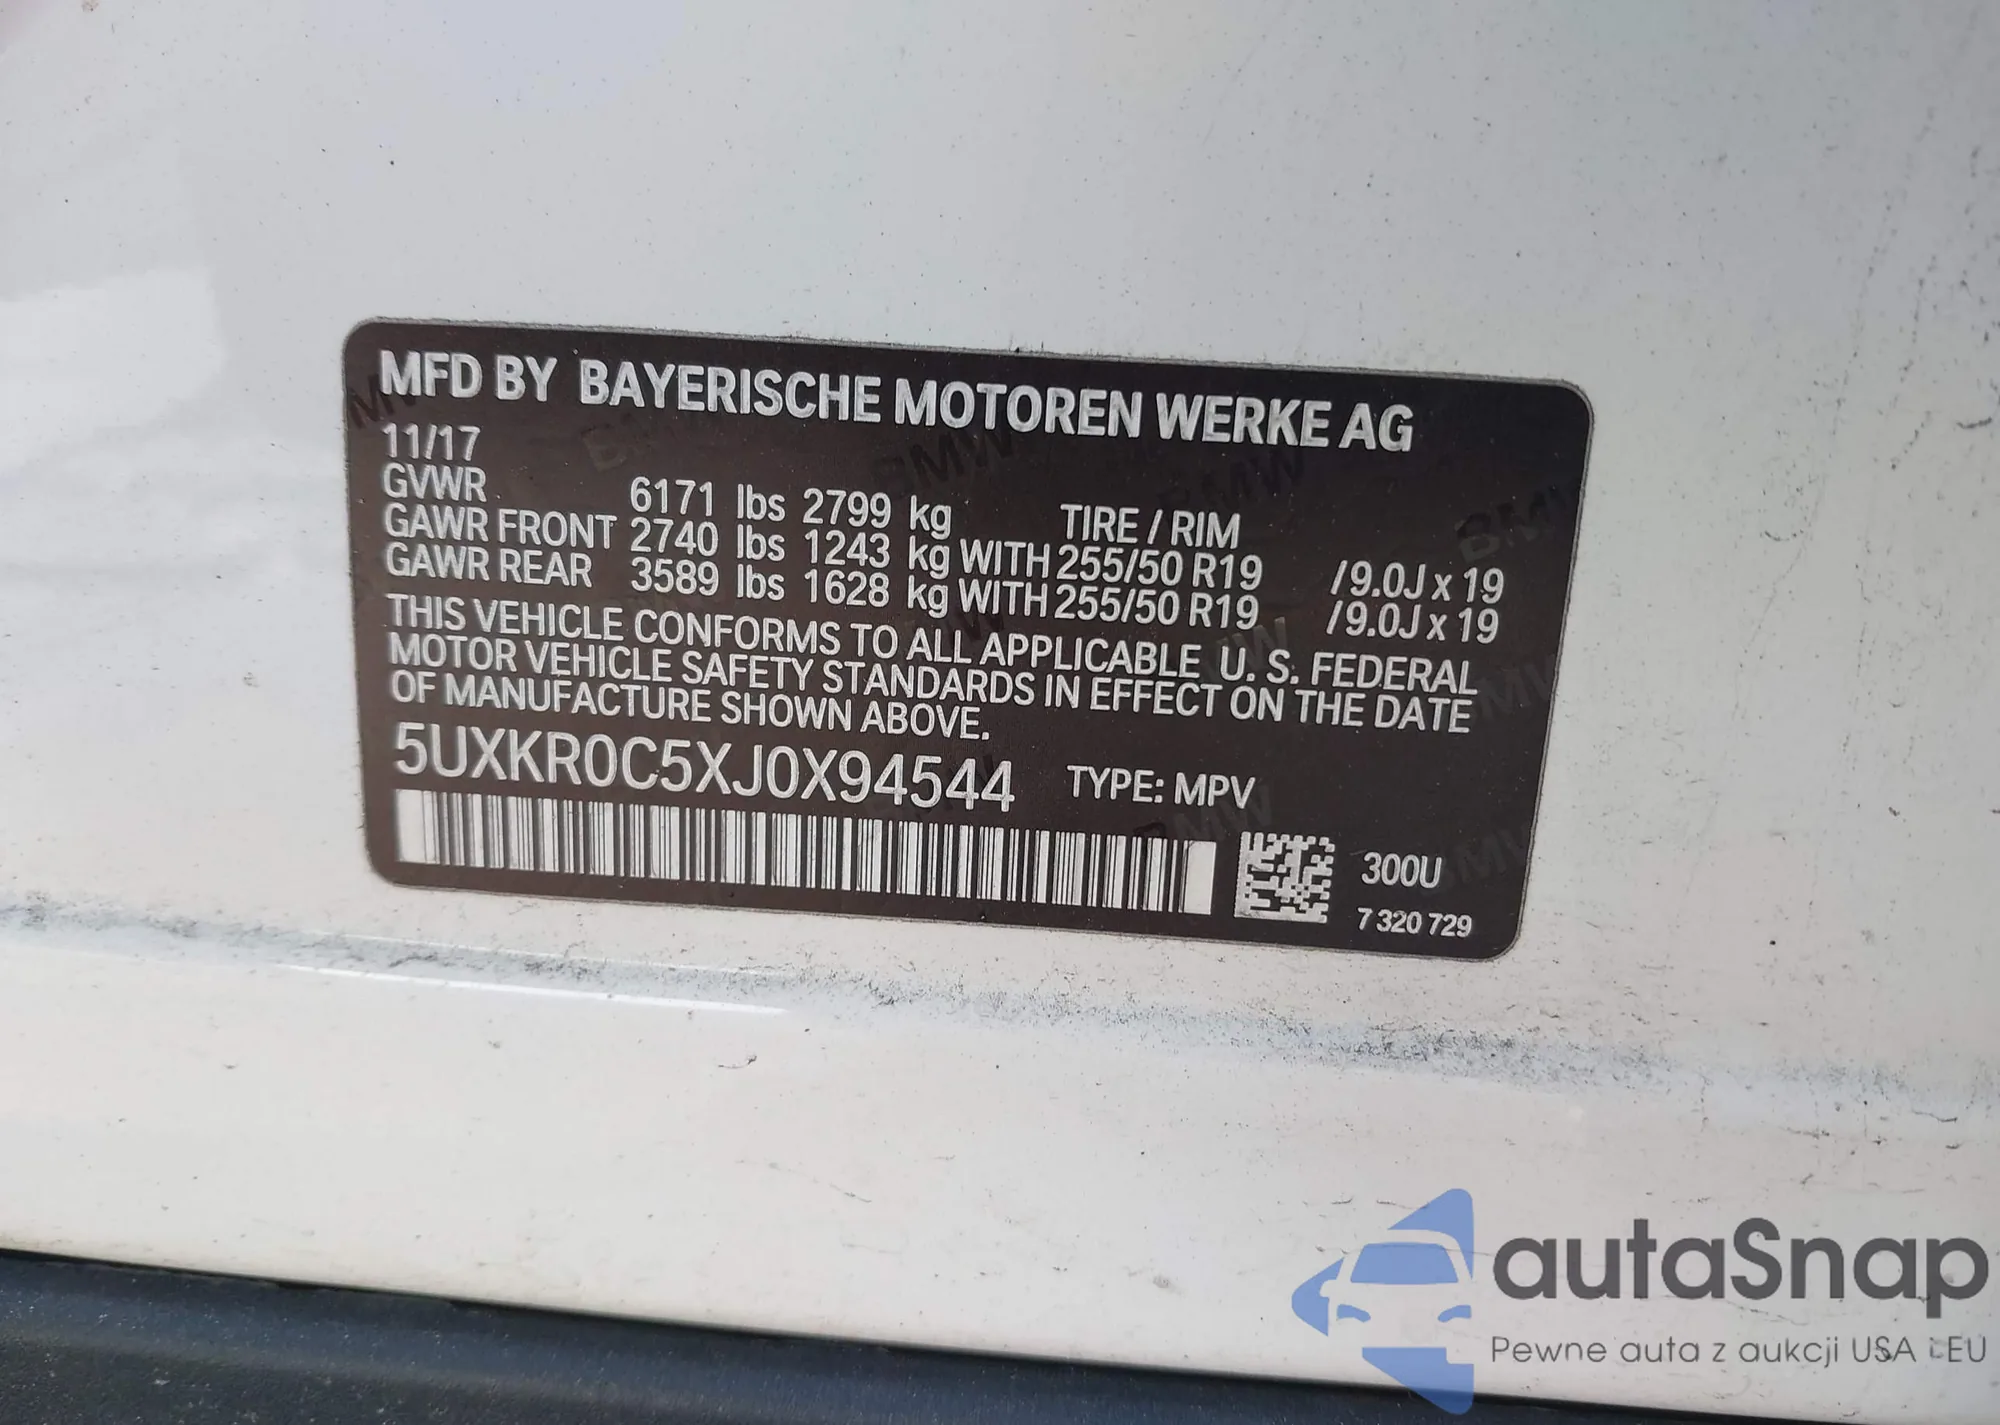 MFD BY BAYERISCHE MOTOREN WERKE AG
11/17
GVWR 6171 lbs 2799 kg TIRE / RIM
GAWR FRONT 2740 lbs 1243 kg WITH 255/50 R19 /9.0J x 19
GAWR REAR 3589 lbs 1628 kg WITH 255/50 R19 /9.0J x 19
THIS VEHICLE CONFORMS TO ALL APPLICABLE U. S. FEDERAL
MOTOR VEHICLE SAFETY STANDARDS IN EFFECT ON THE DATE
OF MANUFACTURE SHOWN ABOVE.
5UXKR0C5XJ0X94544 TYPE: MPV
300U
7 320 729
autaSnap
Pewne auta z aukcji USA i EU